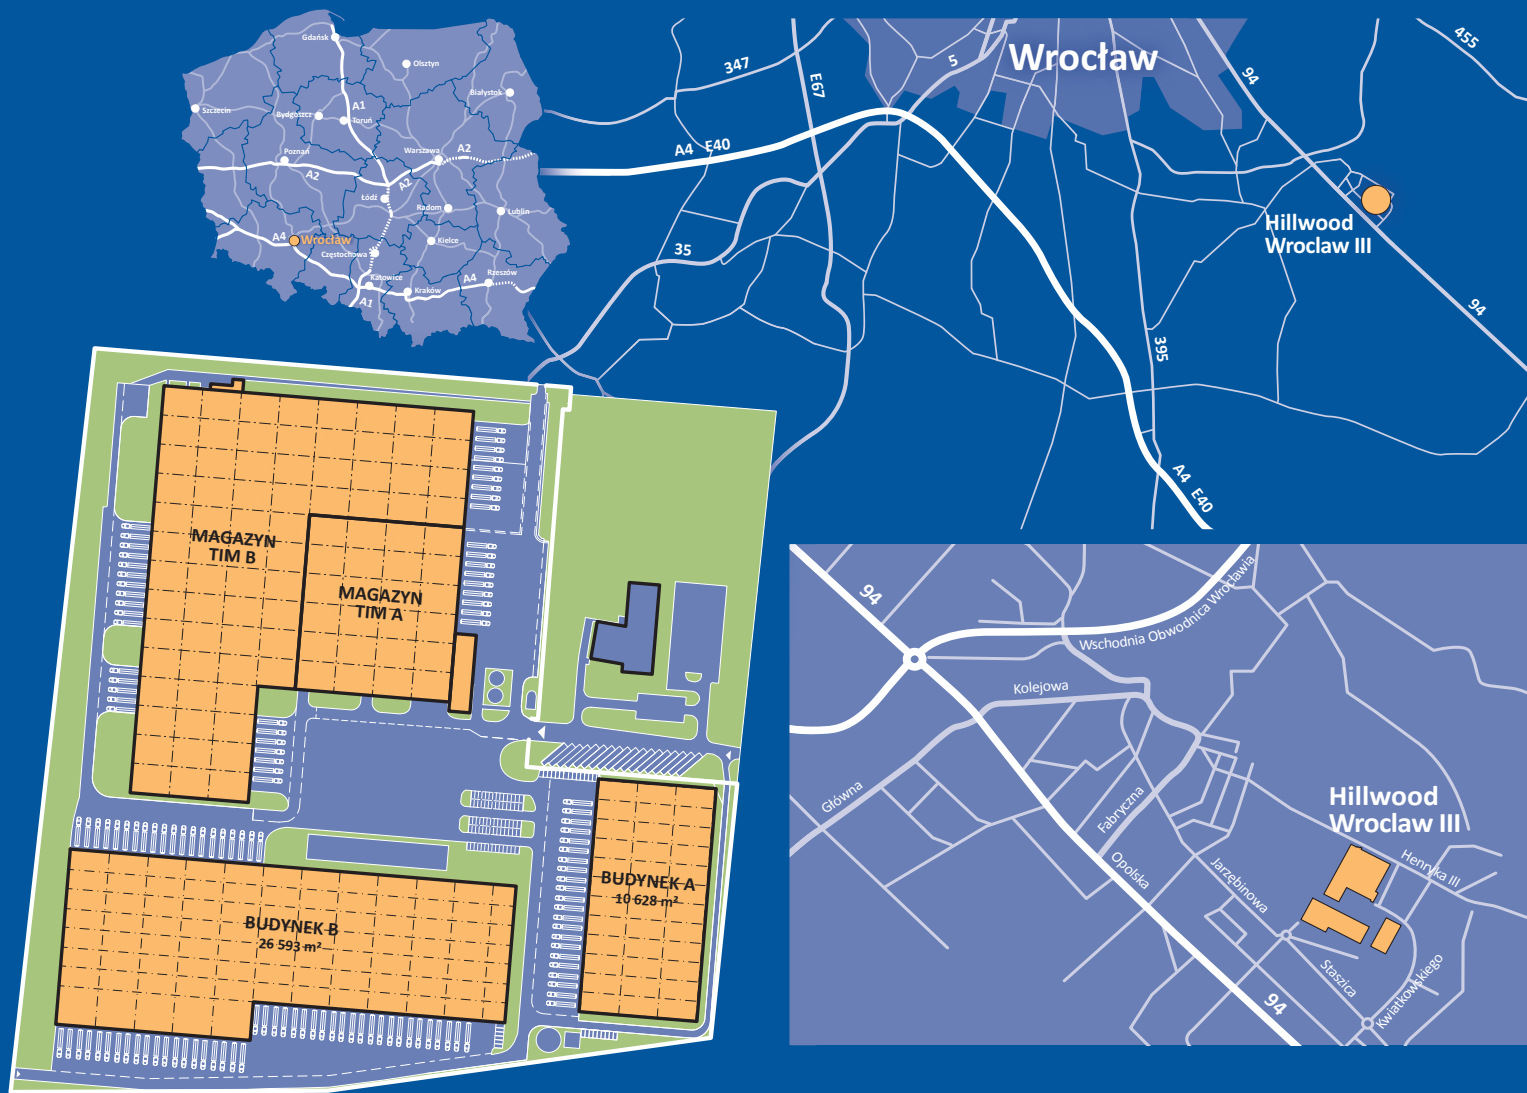 Gdańsk
Olsztyn
Białystok
Szczecin
A1
Bydgoszcz
Toruń
Poznań
Warszawa
A2
A2
A2
Łódź
Radom
Lublin
A4
Wrocław
Kielce
Częstochowa
Katowice
Kraków
A4
Rzeszów
A1
347
E67
5
Wrocław
94
455
A4 E40
35
Hillwood
Wroclaw III
94
395
A4 E40
MAGAZYN
TIM B
MAGAZYN
TIM A
BUDYNEK A
10 628 m²
BUDYNEK B
26 593 m²
94
Wschodnia Obwodnica Wrocławia
Kolejowa
Główna
Fabryczna
Opolska
Jarzębinowa
Hillwood
Wroclaw III
Henryka III
Staszica
Kwiatkowskiego
94